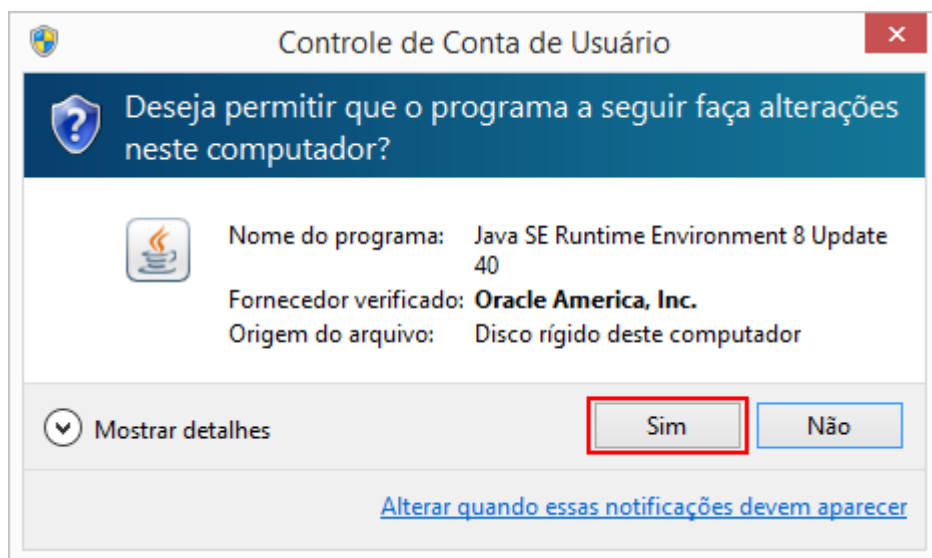 Controle de Conta de Usuário
Deseja permitir que o programa a seguir faça alterações
neste computador?
Nome do programa: Java SE Runtime Environment 8 Update
40
Fornecedor verificado: Oracle America, Inc.
Origem do arquivo: Disco rígido deste computador
Mostrar detalhes
Sim
Não
Alterar quando essas notificações devem aparecer